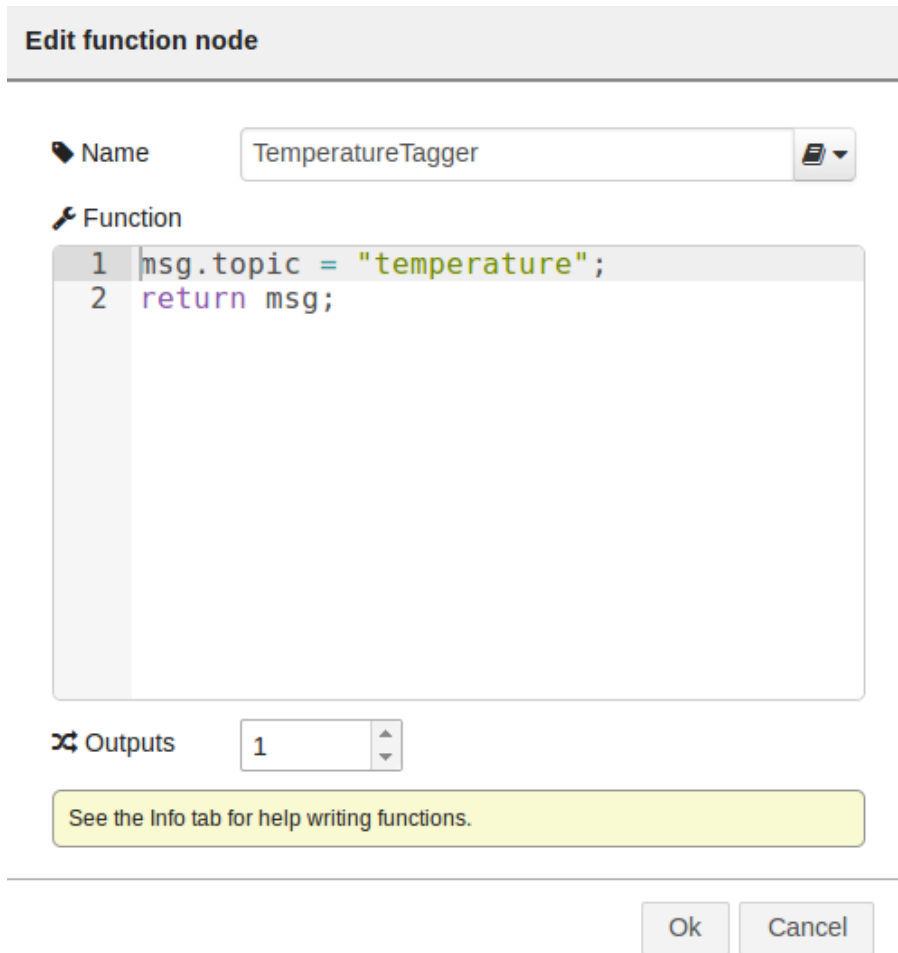 Edit function node
Name TemperatureTagger
Function
1 msg.topic = "temperature";
2 return msg;
Outputs 1
See the Info tab for help writing functions.
Ok Cancel